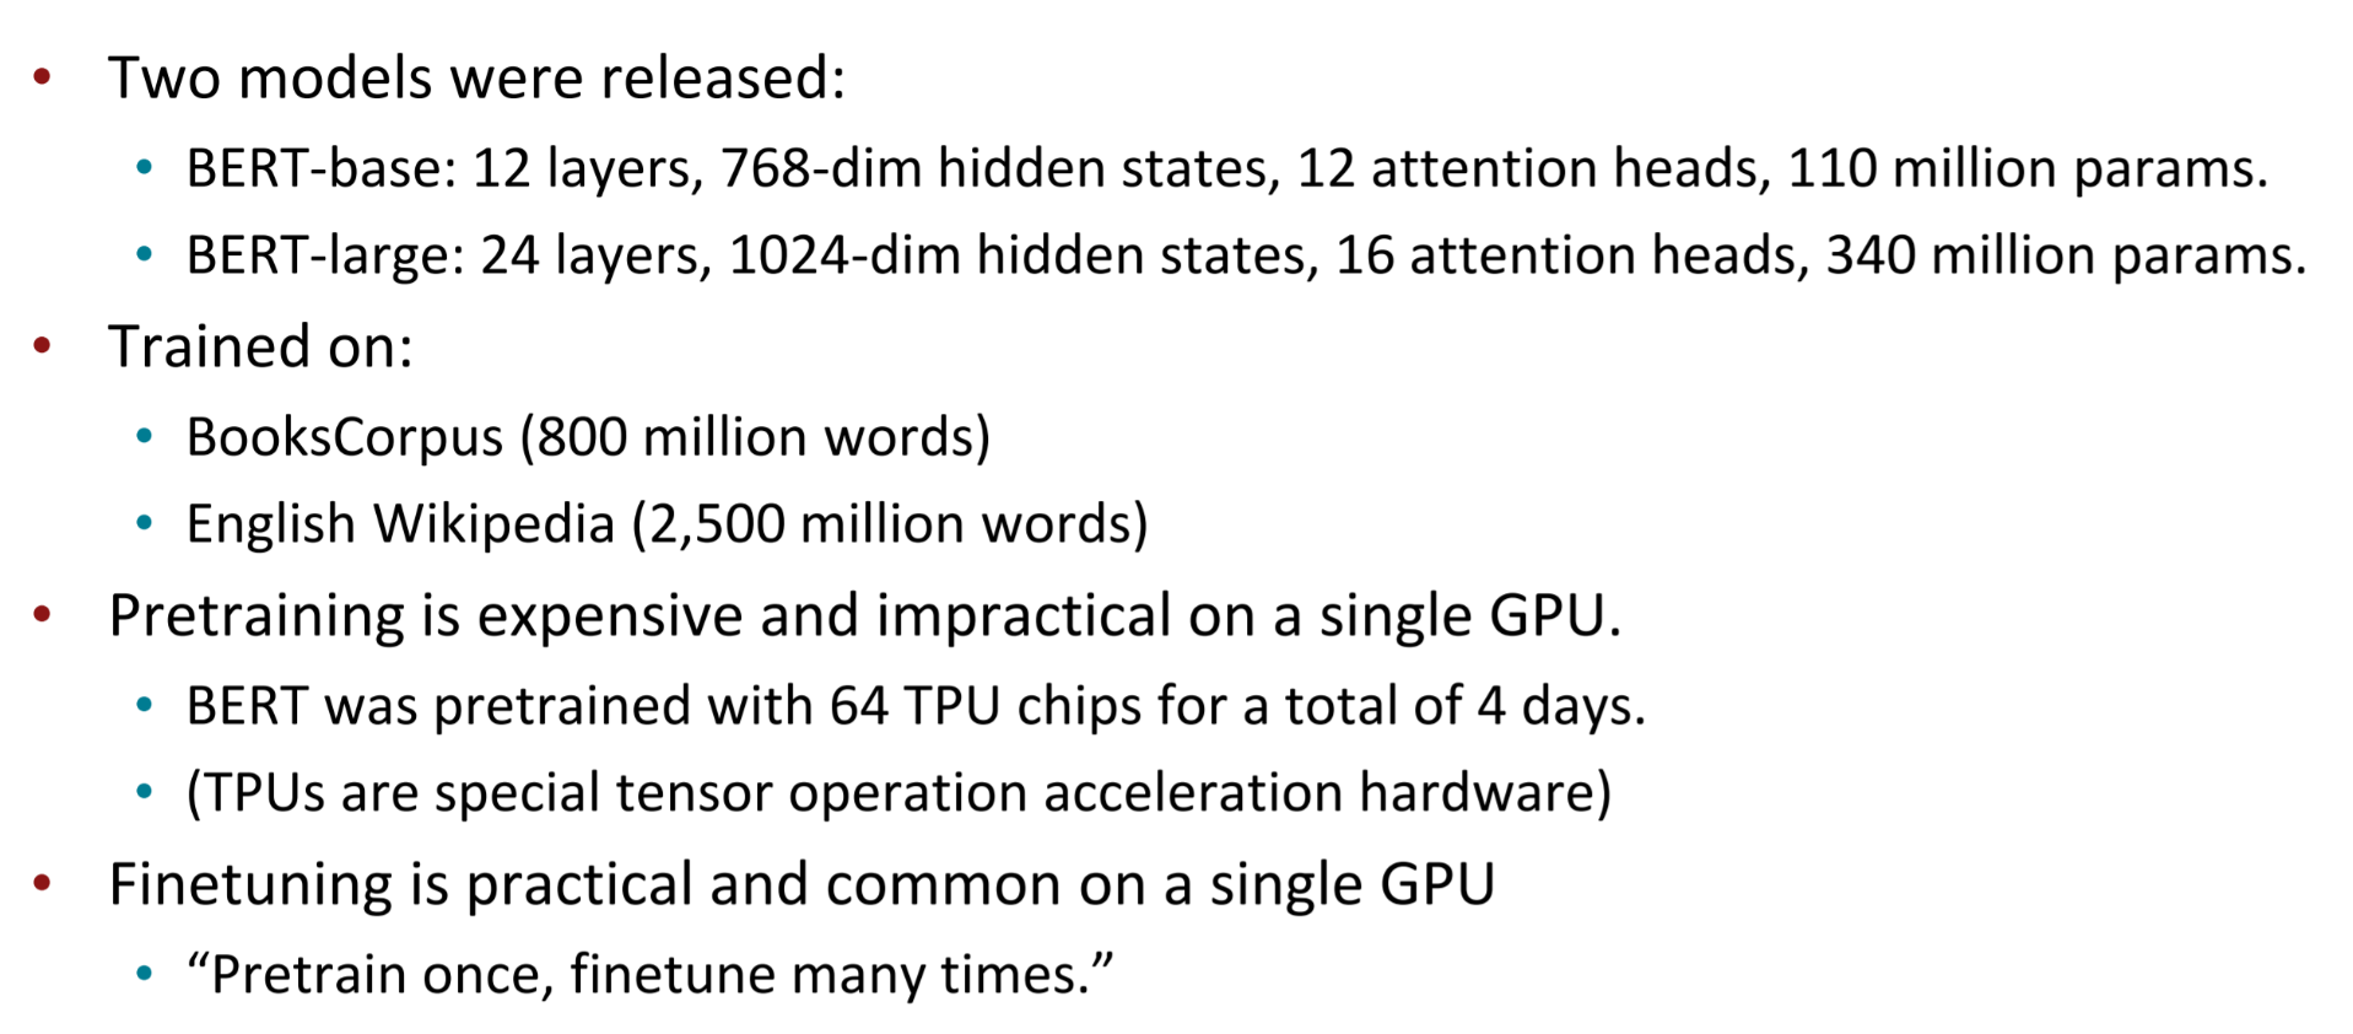 • Two models were released:
• BERT-base: 12 layers, 768-dim hidden states, 12 attention heads, 110 million params.
• BERT-large: 24 layers, 1024-dim hidden states, 16 attention heads, 340 million params.
• Trained on:
• BooksCorpus (800 million words)
• English Wikipedia (2,500 million words)
• Pretraining is expensive and impractical on a single GPU.
• BERT was pretrained with 64 TPU chips for a total of 4 days.
• (TPUs are special tensor operation acceleration hardware)
• Finetuning is practical and common on a single GPU
• “Pretrain once, finetune many times.”